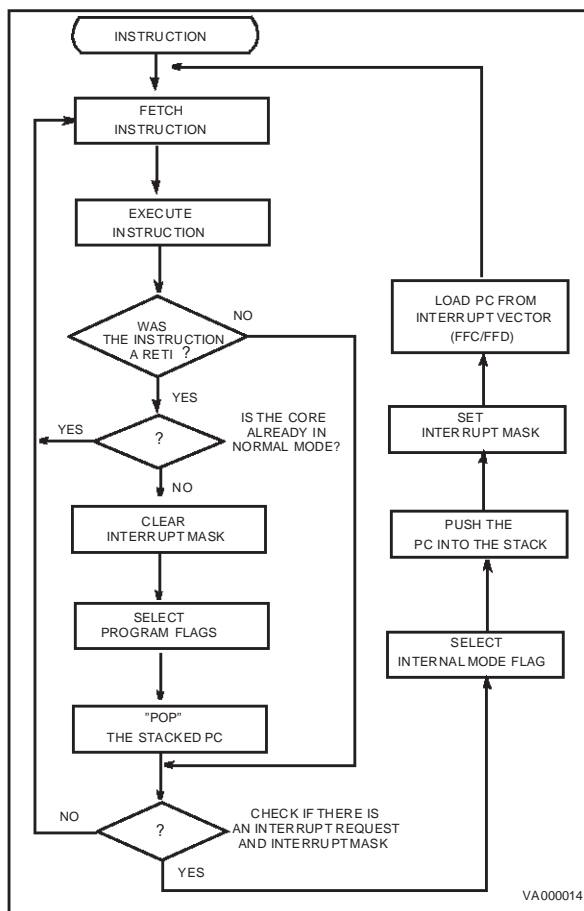 INSTRUCTION
FETCH
INSTRUCTION
EXECUTE
INSTRUCTION
WAS
THE INSTRUCTION
A RETI ?
NO
YES
?
IS THE CORE
ALREADY IN
NORMAL MODE?
YES
NO
CLEAR
INTERRUPT MASK
SELECT
PROGRAM FLAGS
"POP"
THE STACKED PC
?
NO
YES
CHECK IF THERE IS
AN INTERRUPT REQUEST
AND INTERRUPT MASK
LOAD PC FROM
INTERRUPT VECTOR
(FFC/FFD)
SET
INTERRUPT MASK
PUSH THE
PC INTO THE STACK
SELECT
INTERNAL MODE FLAG
VA000014